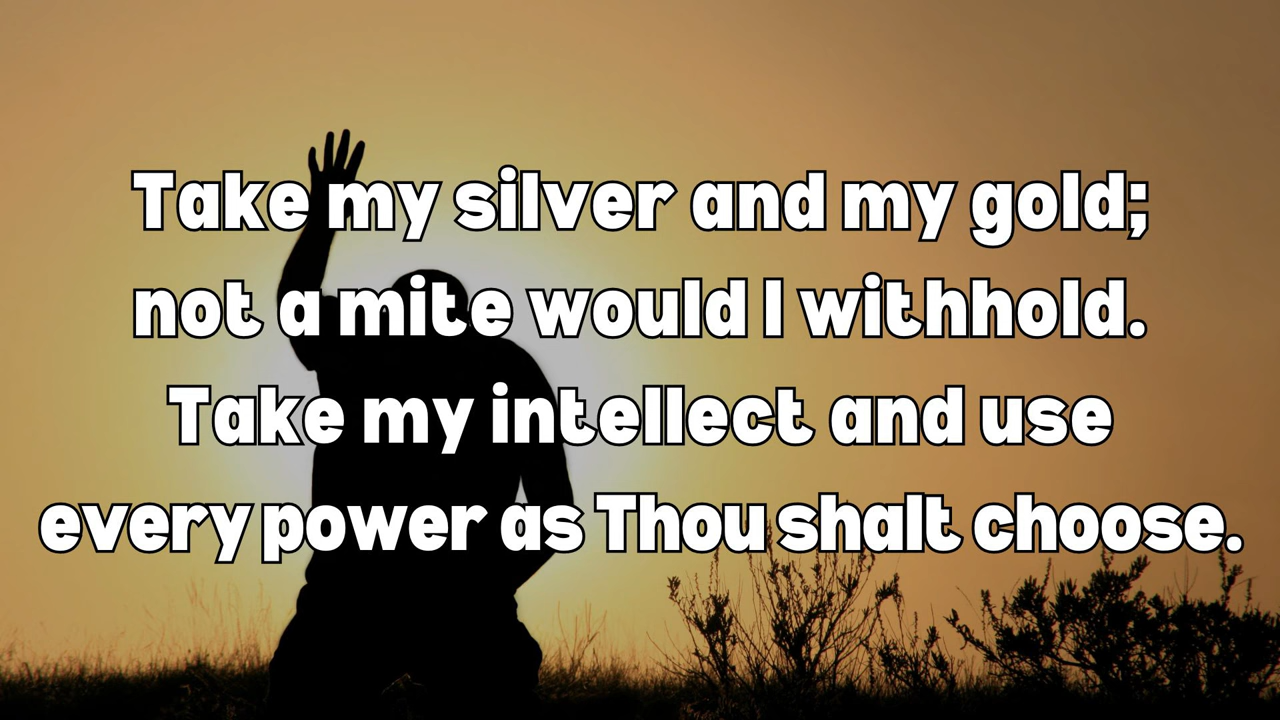 Take my silver and my gold;
not a mite would I withhold.
Take my intellect and use
every power as Thou shalt choose.